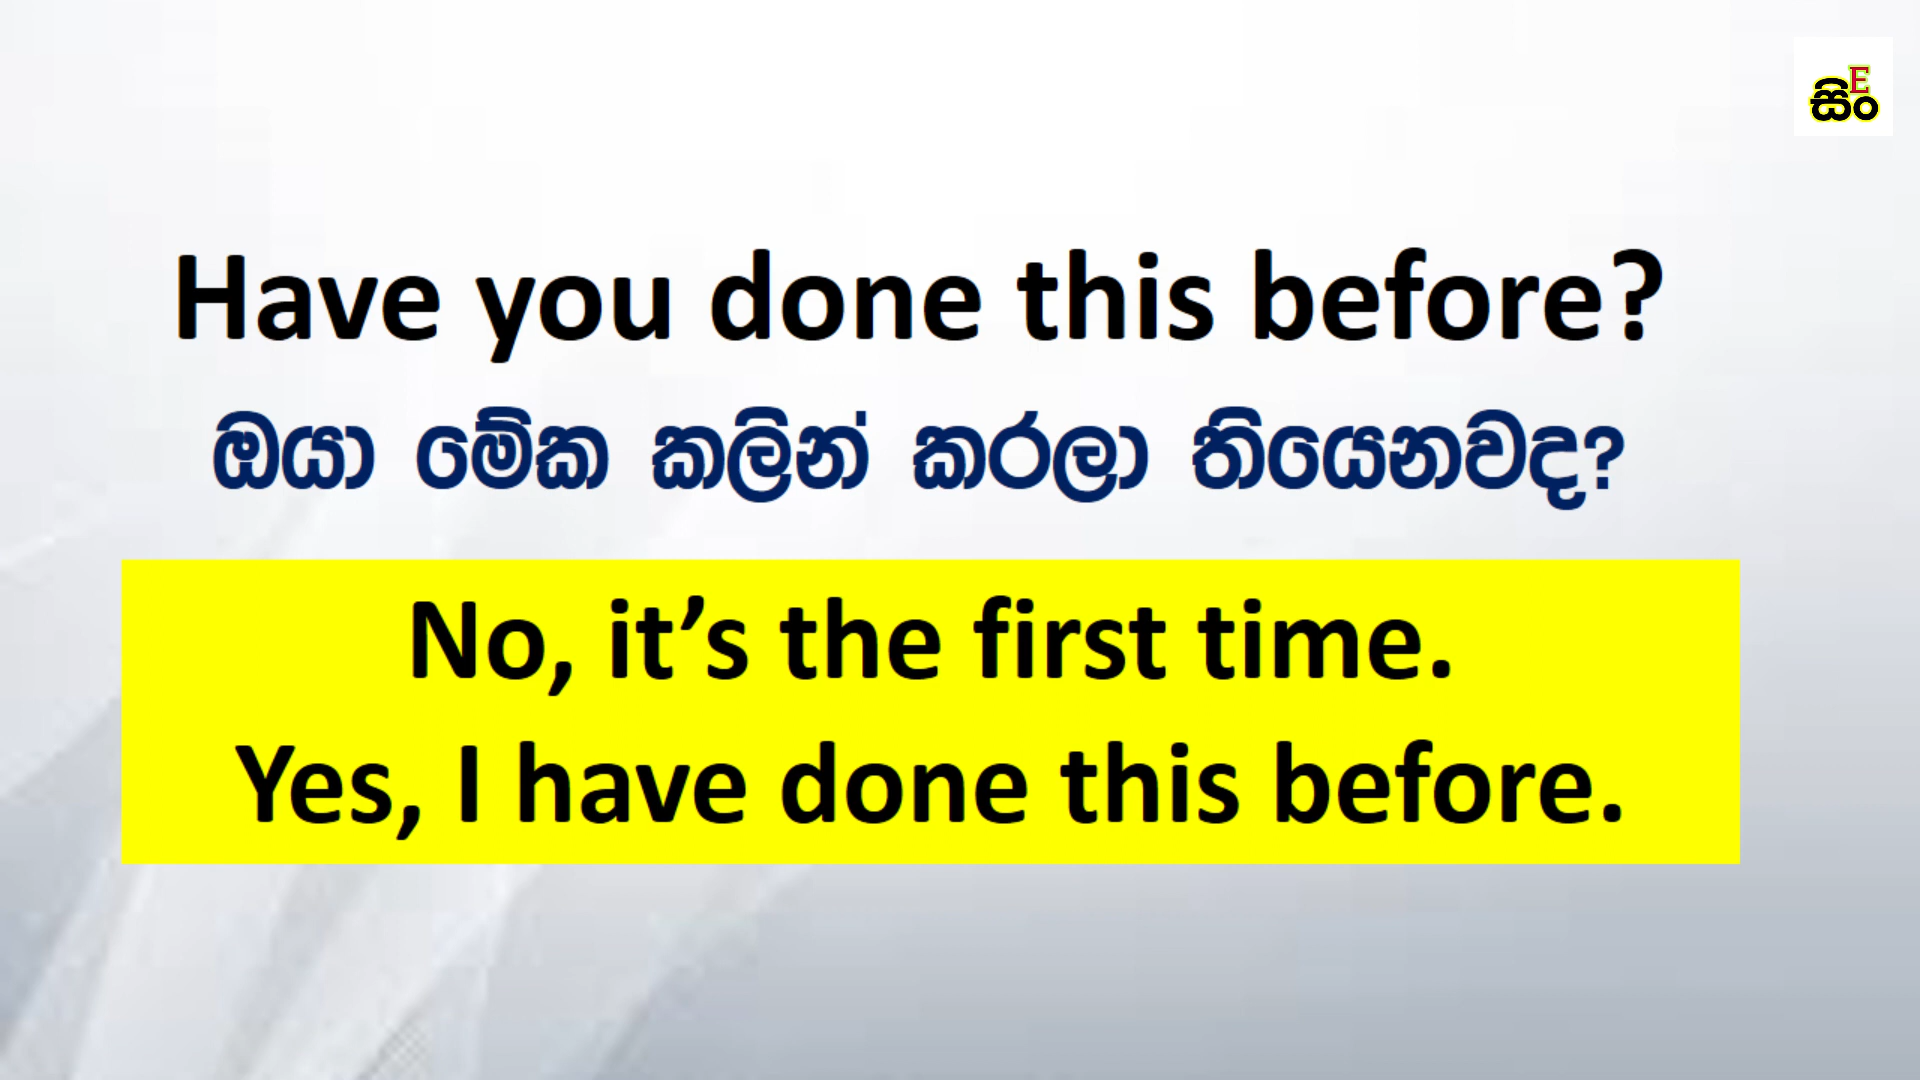 සිං E
Have you done this before?
ඔයා මේක කලින් කරලා තියෙනවද?
No, it’s the first time.
Yes, I have done this before.